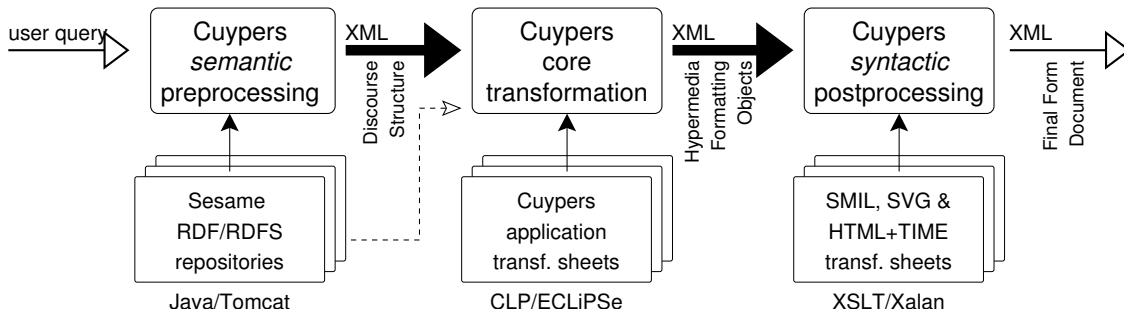 user query
Cuypers
semantic
preprocessing
XML
Discourse
Structure
Cuypers
core
transformation
XML
Hypermedia
Formatting
Objects
Cuypers
syntactic
postprocessing
XML
Final Form
Document
Sesame
RDF/RDFS
repositories
Java/Tomcat
Cuypers
application
transf. sheets
CLP/ECLiPSe
SMIL, SVG &
HTML+TIME
transf. sheets
XSLT/Xalan